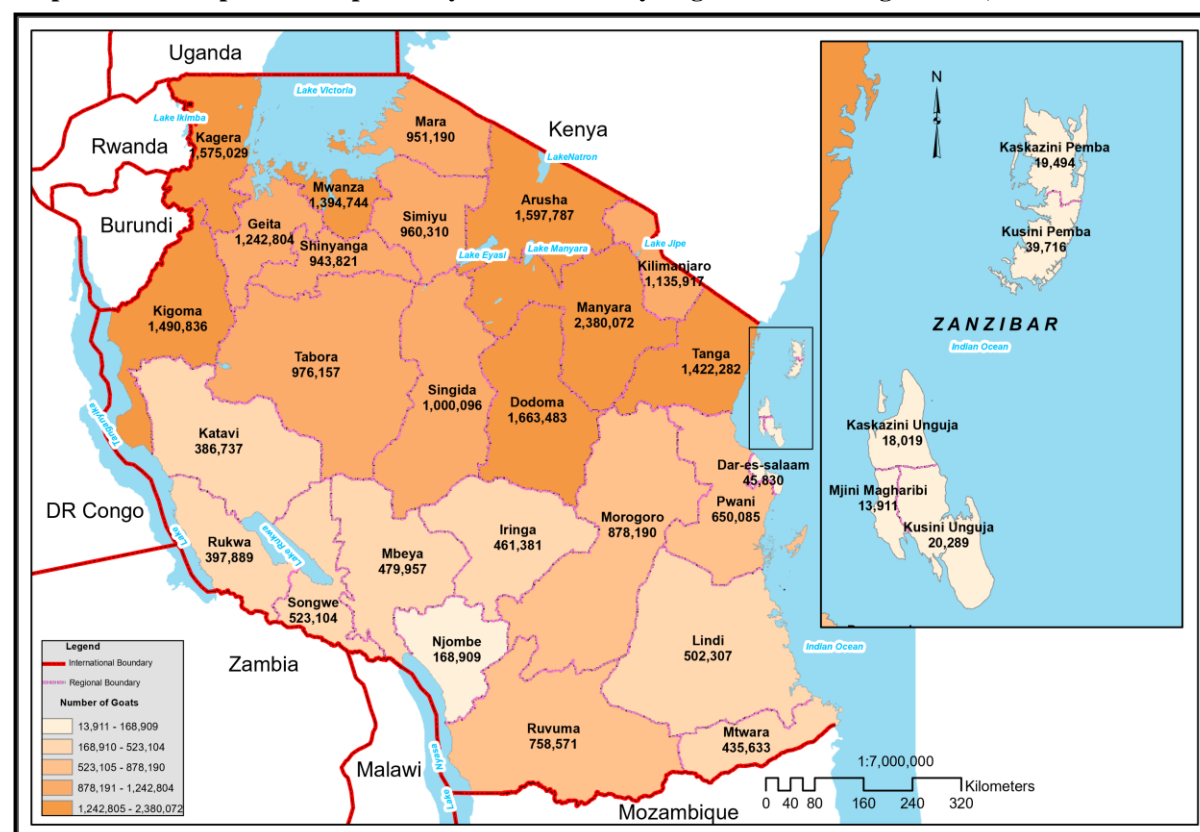 Uganda
Lake Victoria
Lake Ikimba
Kagera
1,575,029
Mara
951,190
Kenya
Rwanda
LakeNatron
Mwanza
1,394,744
Arusha
1,597,787
Burundi
Geita
1,242,804
Simiyu
960,310
Shinyanga
943,821
Lake Eyasi
Lake Manyara
Lake Jipe
Kilimanjaro
1,135,917
Kigoma
1,490,836
Manyara
2,380,072
Tabora
976,157
Tanga
1,422,282
Singida
1,000,096
Dodoma
1,663,483
Katavi
386,737
Lake
Tanganyika
Dar-es-salaam
45,830
Pwani
650,085
DR Congo
Morogoro
878,190
Iringa
461,381
Rukwa
397,889
Lake Rukwa
Mbeya
479,957
Songwe
523,104
Njombe
168,909
Lindi
502,307
Indian Ocean
Zambia
Ruvuma
758,571
Mtwara
435,633
Lake
Nyasa
Malawi
Mozambique
N
Kaskazini Pemba
19,494
Kusini Pemba
39,716
ZANZIBAR
Indian Ocean
Kaskazini Unguja
18,019
Mjini Magharibi
13,911
Kusini Unguja
20,289
Legend
International Boundary
Regional Boundary
Number of Goats
13,911 - 168,909
168,910 - 523,104
523,105 - 878,190
878,191 - 1,242,804
1,242,805 - 2,380,072
1:7,000,000
Kilometers
0 40 80 160 240 320